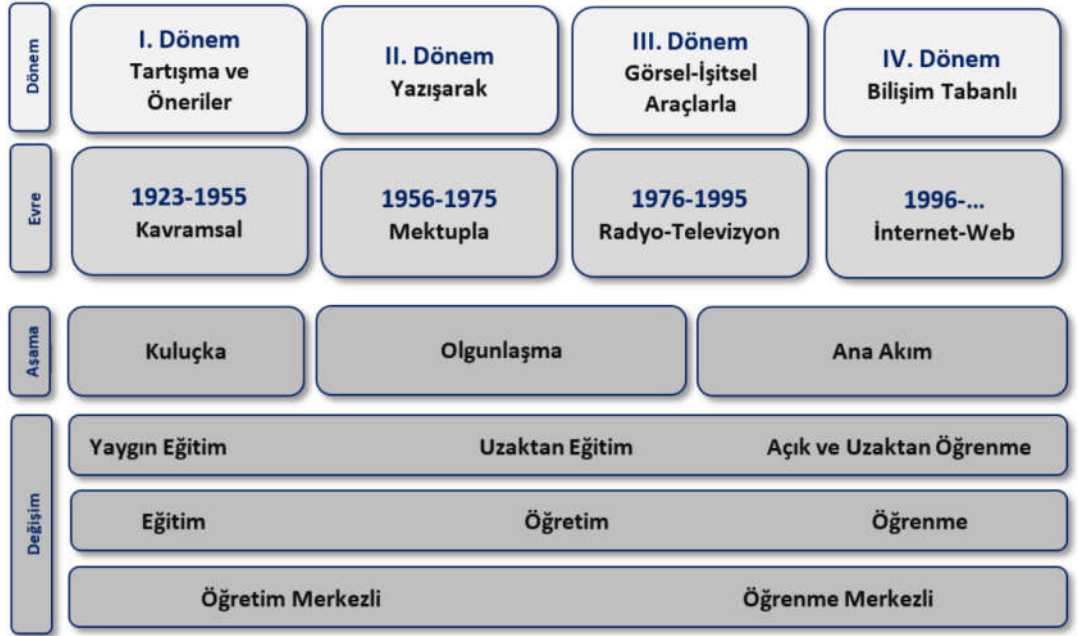 Dönem
I. Dönem
Tartışma ve
Öneriler
II. Dönem
Yazışarak
III. Dönem
Görsel-İşitsel
Araçlarla
IV. Dönem
Bilişim Tabanlı
Evre
1923-1955
Kavramsal
1956-1975
Mektupla
1976-1995
Radyo-Televizyon
1996-...
İnternet-Web
Aşama
Kuluçka
Olgunlaşma
Ana Akım
Değişim
Yaygın Eğitim
Uzaktan Eğitim
Açık ve Uzaktan Öğrenme
Eğitim
Öğretim
Öğrenme
Öğretim Merkezli
Öğrenme Merkezli